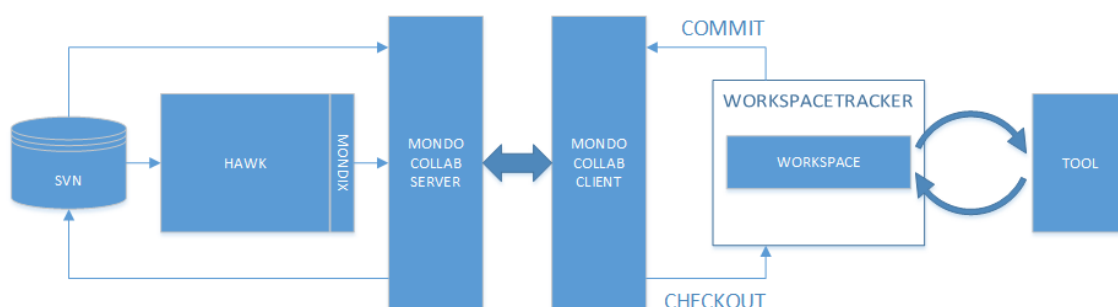 COMMIT
WORKSPACETRACKER
WORKSPACE
SVN
HAWK
MONDIX
MONDO
COLLAB
SERVER
MONDO
COLLAB
CLIENT
TOOL
CHECKOUT